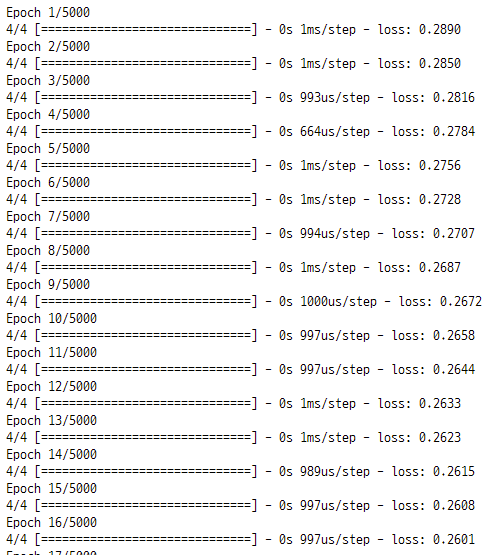 Epoch 1/5000
4/4 [==============================] - 0s 1ms/step - loss: 0.2890
Epoch 2/5000
4/4 [==============================] - 0s 1ms/step - loss: 0.2850
Epoch 3/5000
4/4 [==============================] - 0s 993us/step - loss: 0.2816
Epoch 4/5000
4/4 [==============================] - 0s 664us/step - loss: 0.2784
Epoch 5/5000
4/4 [==============================] - 0s 1ms/step - loss: 0.2756
Epoch 6/5000
4/4 [==============================] - 0s 1ms/step - loss: 0.2728
Epoch 7/5000
4/4 [==============================] - 0s 994us/step - loss: 0.2707
Epoch 8/5000
4/4 [==============================] - 0s 1ms/step - loss: 0.2687
Epoch 9/5000
4/4 [==============================] - 0s 1000us/step - loss: 0.2672
Epoch 10/5000
4/4 [==============================] - 0s 997us/step - loss: 0.2658
Epoch 11/5000
4/4 [==============================] - 0s 997us/step - loss: 0.2644
Epoch 12/5000
4/4 [==============================] - 0s 1ms/step - loss: 0.2633
Epoch 13/5000
4/4 [==============================] - 0s 1ms/step - loss: 0.2623
Epoch 14/5000
4/4 [==============================] - 0s 989us/step - loss: 0.2615
Epoch 15/5000
4/4 [==============================] - 0s 997us/step - loss: 0.2608
Epoch 16/5000
4/4 [==============================] - 0s 997us/step - loss: 0.2601
Epoch 17/5000